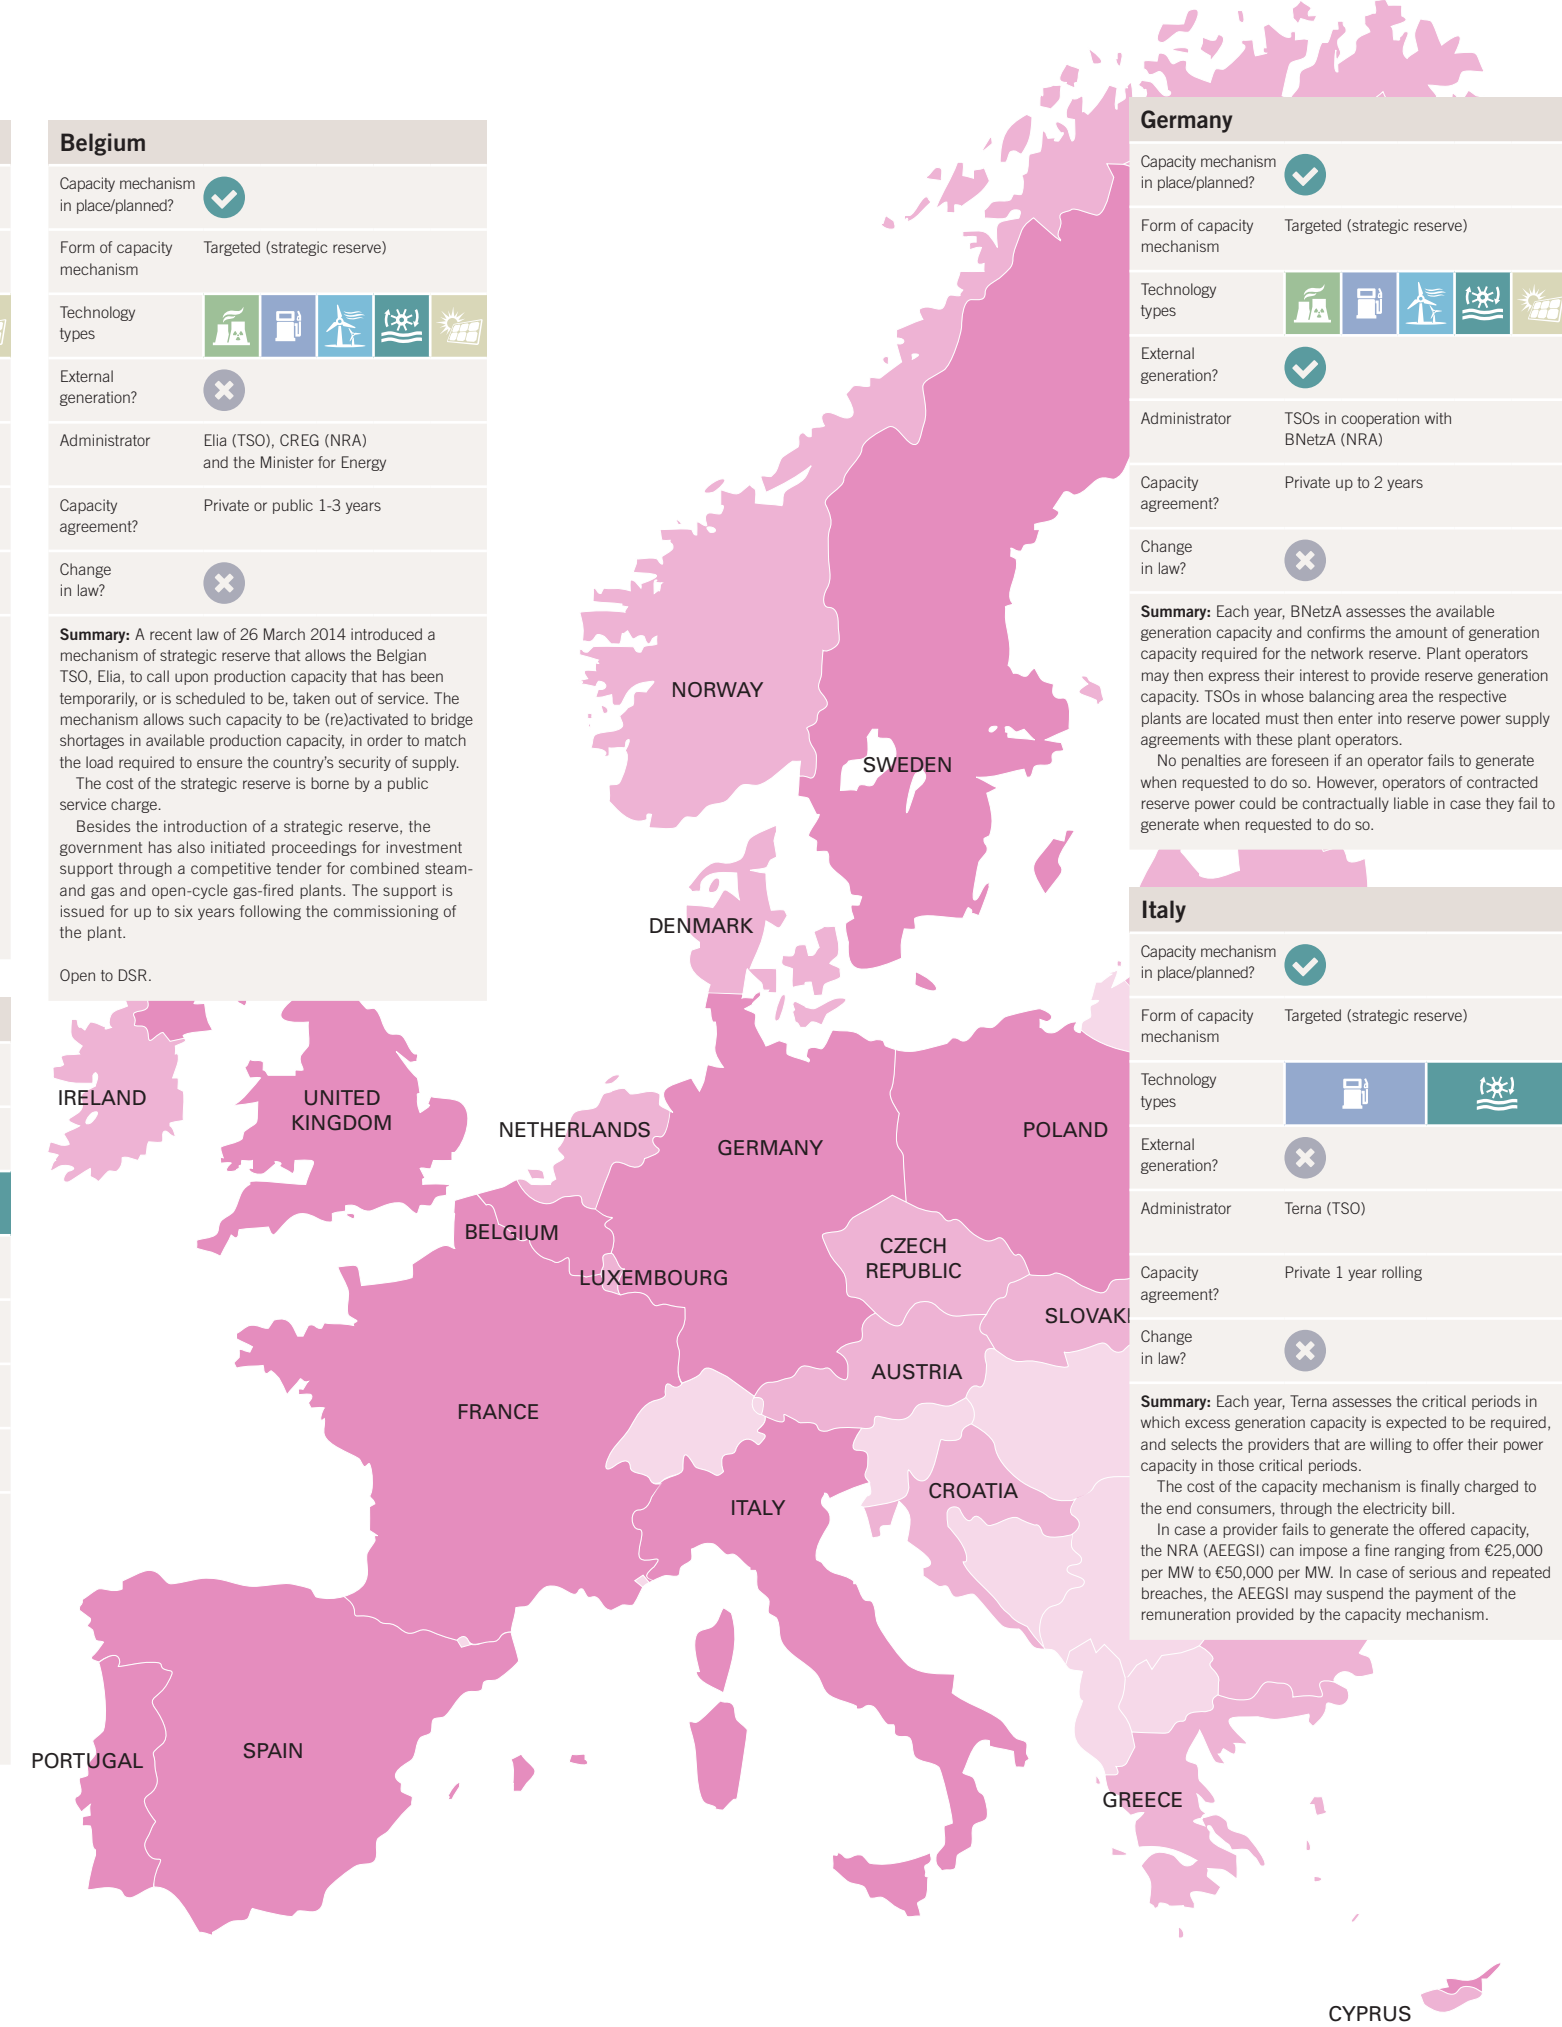 Belgium
Capacity mechanism
in place/planned?
Form of capacity
mechanism
Targeted (strategic reserve)
Technology
types
External
generation?
Administrator
Elia (TSO), CREG (NRA)
and the Minister for Energy
Capacity
agreement?
Private or public 1-3 years
Change
in law?
Summary: A recent law of 26 March 2014 introduced a
mechanism of strategic reserve that allows the Belgian
TSO, Elia, to call upon production capacity that has been
temporarily, or is scheduled to be, taken out of service. The
mechanism allows such capacity to be (re)activated to bridge
shortages in available production capacity, in order to match
the load required to ensure the country's security of supply.
The cost of the strategic reserve is borne by a public
service charge.
Besides the introduction of a strategic reserve, the
government has also initiated proceedings for investment
support through a competitive tender for combined steam-
and gas and open-cycle gas-fired plants. The support is
issued for up to six years following the commissioning of
the plant.
Open to DSR.
Germany
Capacity mechanism
in place/planned?
Form of capacity
mechanism
Targeted (strategic reserve)
Technology
types
External
generation?
Administrator
TSOs in cooperation with
BNetzA (NRA)
Capacity
agreement?
Private up to 2 years
Change
in law?
Summary: Each year, BNetzA assesses the available
generation capacity and confirms the amount of generation
capacity required for the network reserve. Plant operators
may then express their interest to provide reserve generation
capacity. TSOs in whose balancing area the respective
plants are located must then enter into reserve power supply
agreements with these plant operators.
No penalties are foreseen if an operator fails to generate
when requested to do so. However, operators of contracted
reserve power could be contractually liable in case they fail to
generate when requested to do so.
Italy
Capacity mechanism
in place/planned?
Form of capacity
mechanism
Targeted (strategic reserve)
Technology
types
External
generation?
Administrator
Terna (TSO)
Capacity
agreement?
Private 1 year rolling
Change
in law?
Summary: Each year, Terna assesses the critical periods in
which excess generation capacity is expected to be required,
and selects the providers that are willing to offer their power
capacity in those critical periods.
The cost of the capacity mechanism is finally charged to
the end consumers, through the electricity bill.
In case a provider fails to generate the offered capacity,
the NRA (AEEGSI) can impose a fine ranging from €25,000
per MW to €50,000 per MW. In case of serious and repeated
breaches, the AEEGSI may suspend the payment of the
remuneration provided by the capacity mechanism.
NORWAY
SWEDEN
DENMARK
IRELAND
UNITED
KINGDOM
NETHERLANDS
GERMANY
POLAND
BELGIUM
CZECH
REPUBLIC
LUXEMBOURG
SLOVAKI
AUSTRIA
FRANCE
CROATIA
ITALY
SPAIN
PORTUGAL
GREECE
CYPRUS